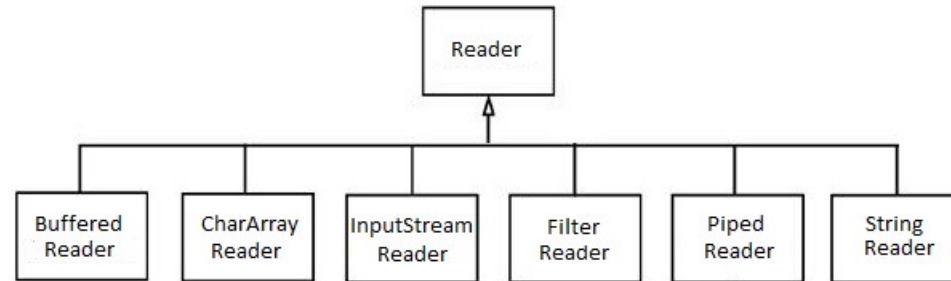 Reader
Buffered
Reader
CharArray
Reader
InputStream
Reader
Filter
Reader
Piped
Reader
String
Reader